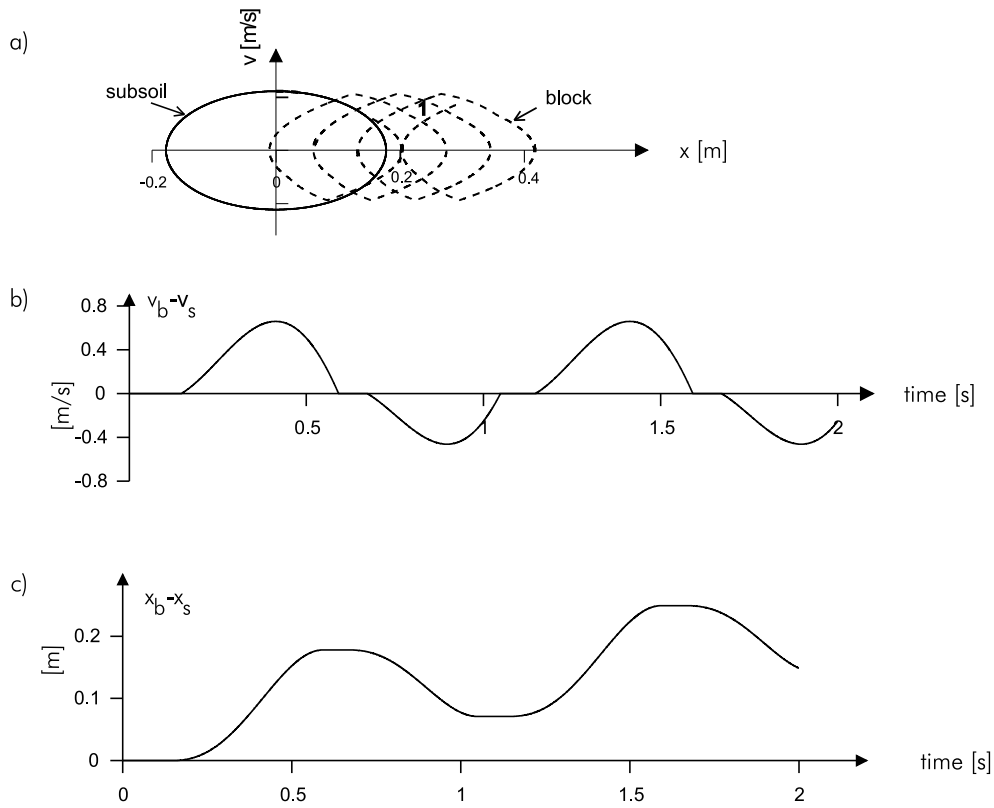 a)
v [m/s]
subsoil
block
1
x [m]
-0.2
0
0.2
0.4
b)
v_b-v_s
0.8
0.4
0
-0.4
-0.8
[m/s]
0.5
1
1.5
2
time [s]
c)
x_b-x_s
0.2
0.1
0
[m]
0
0.5
1
1.5
2
time [s]